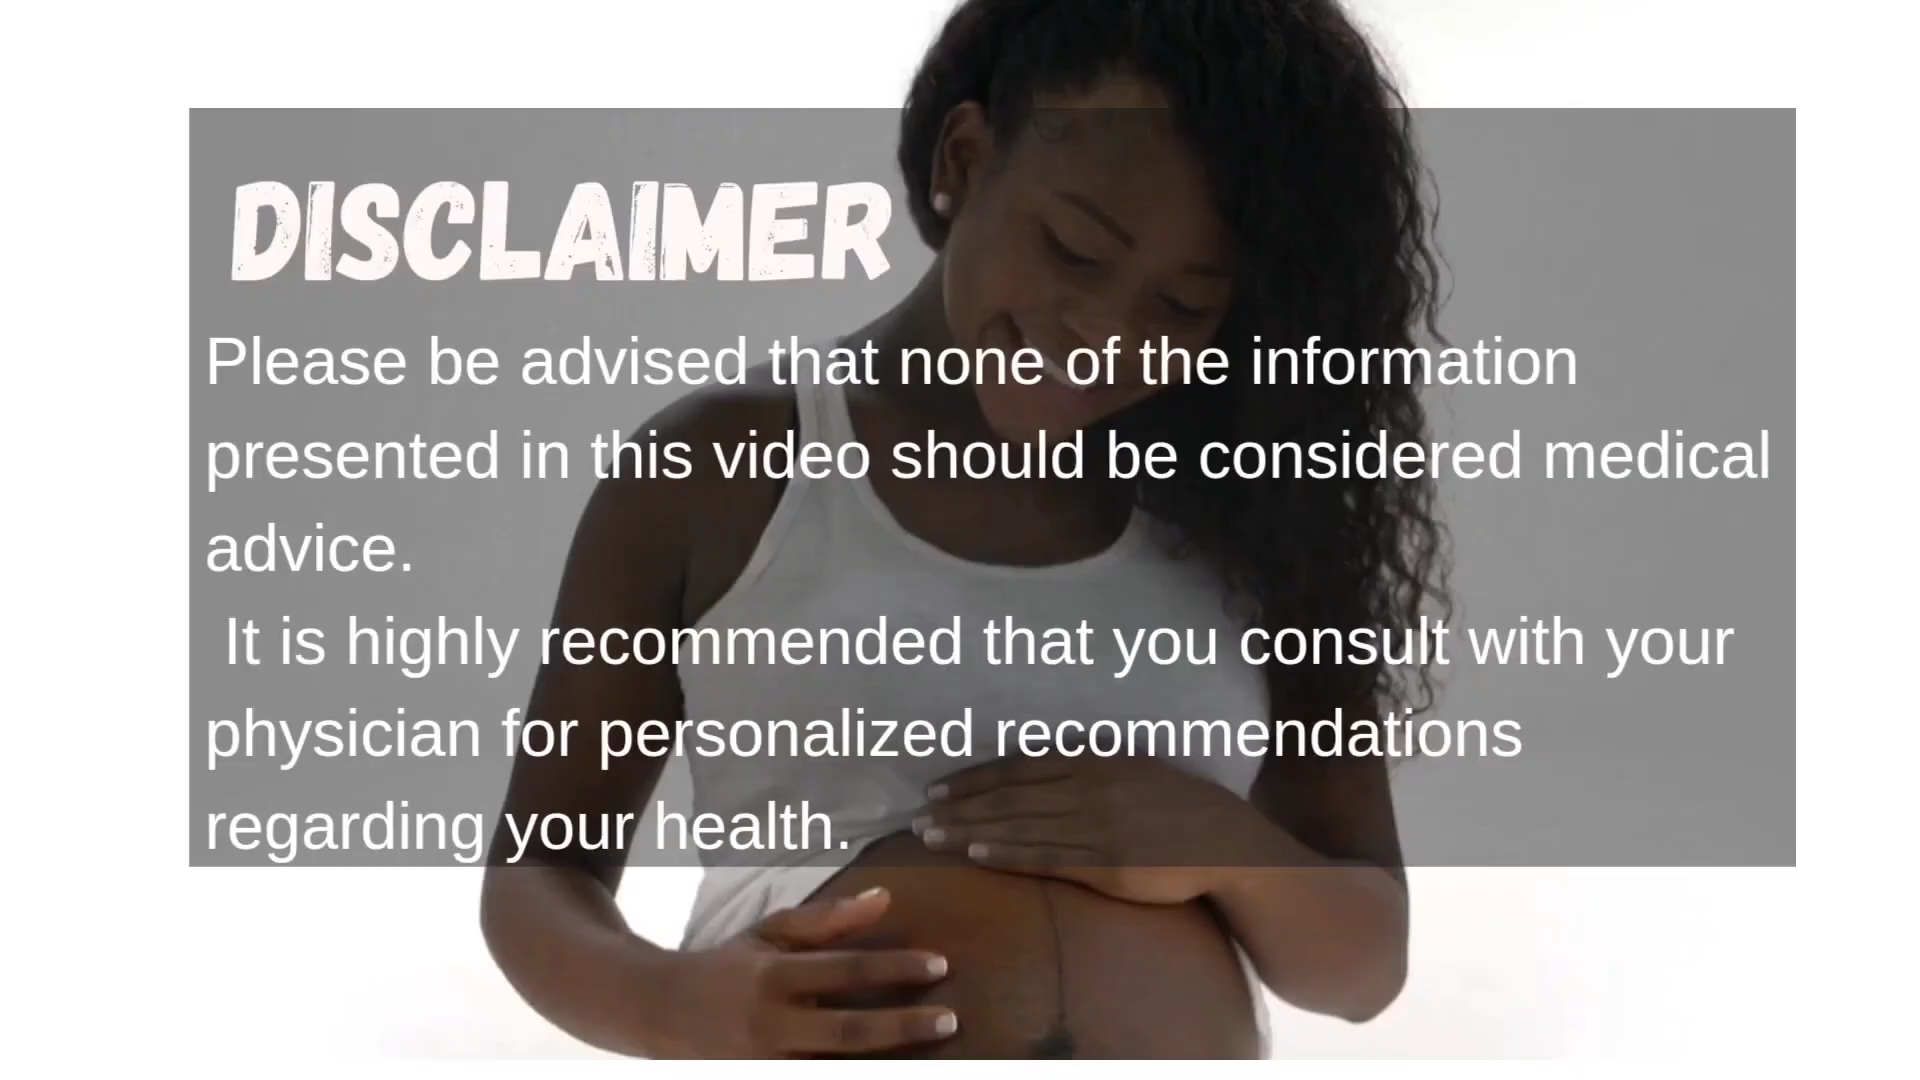 DISCLAIMER
Please be advised that none of the information
presented in this video should be considered medical
advice.
It is highly recommended that you consult with your
physician for personalized recommendations
regarding your health.